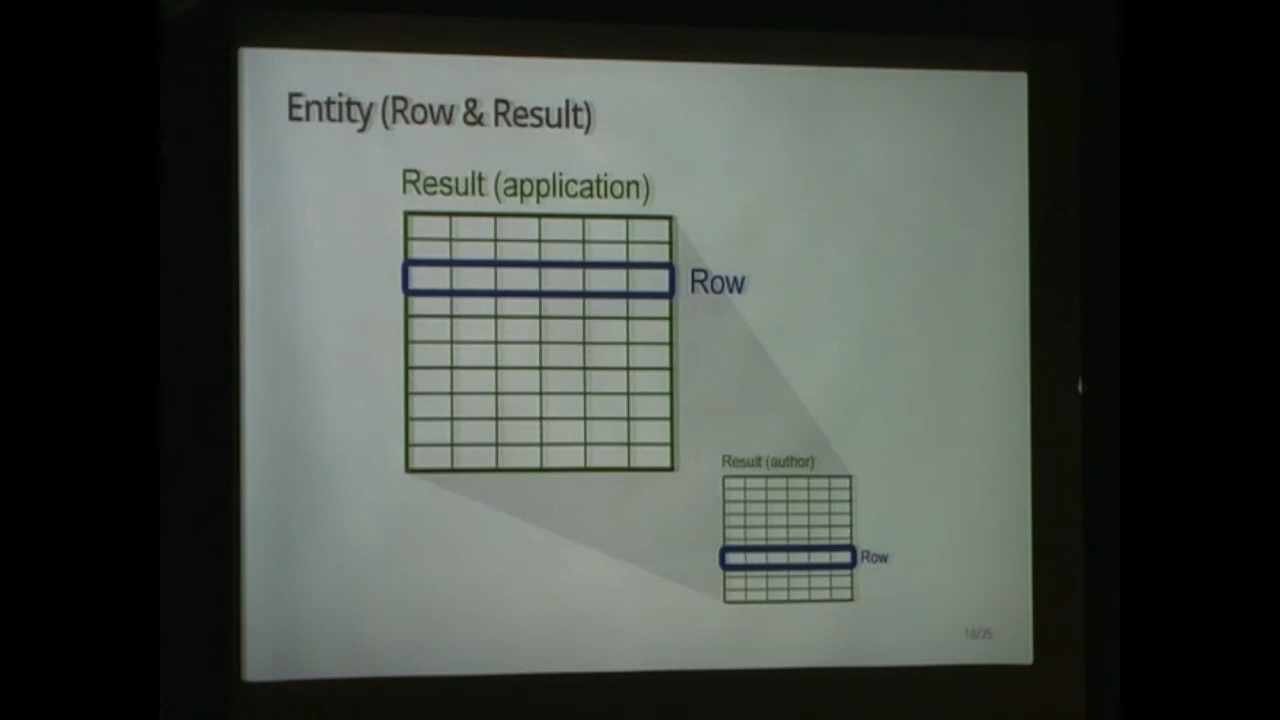 Entity (Row & Result)
Result (application)
Row
Result (author)
Row